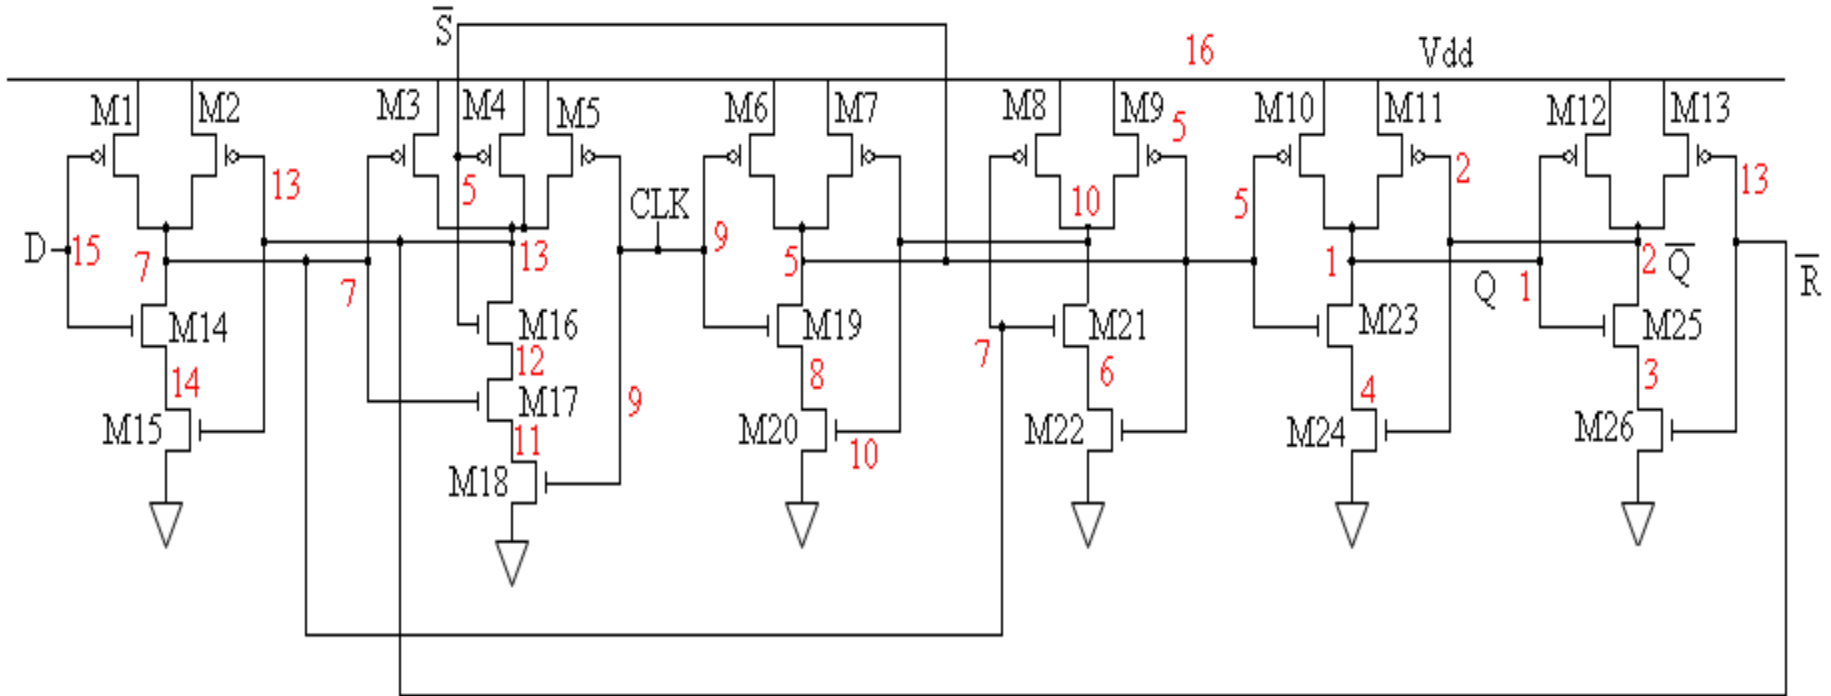 S̅
16 Vdd
M1 M2 M3 M4 M5 M6 M7 M8 M9 M10 M11 M12 M13
5
13 5 10 5 2 13
CLK
D 15 7 13 9 5 1 2 Q̅ R̅
7 Q 1
M14 M16 M19 M21 M23 M25
7
14 12 8 6 4 3
M15 M17 9 M20 M22 M24 M26
11 10
M18